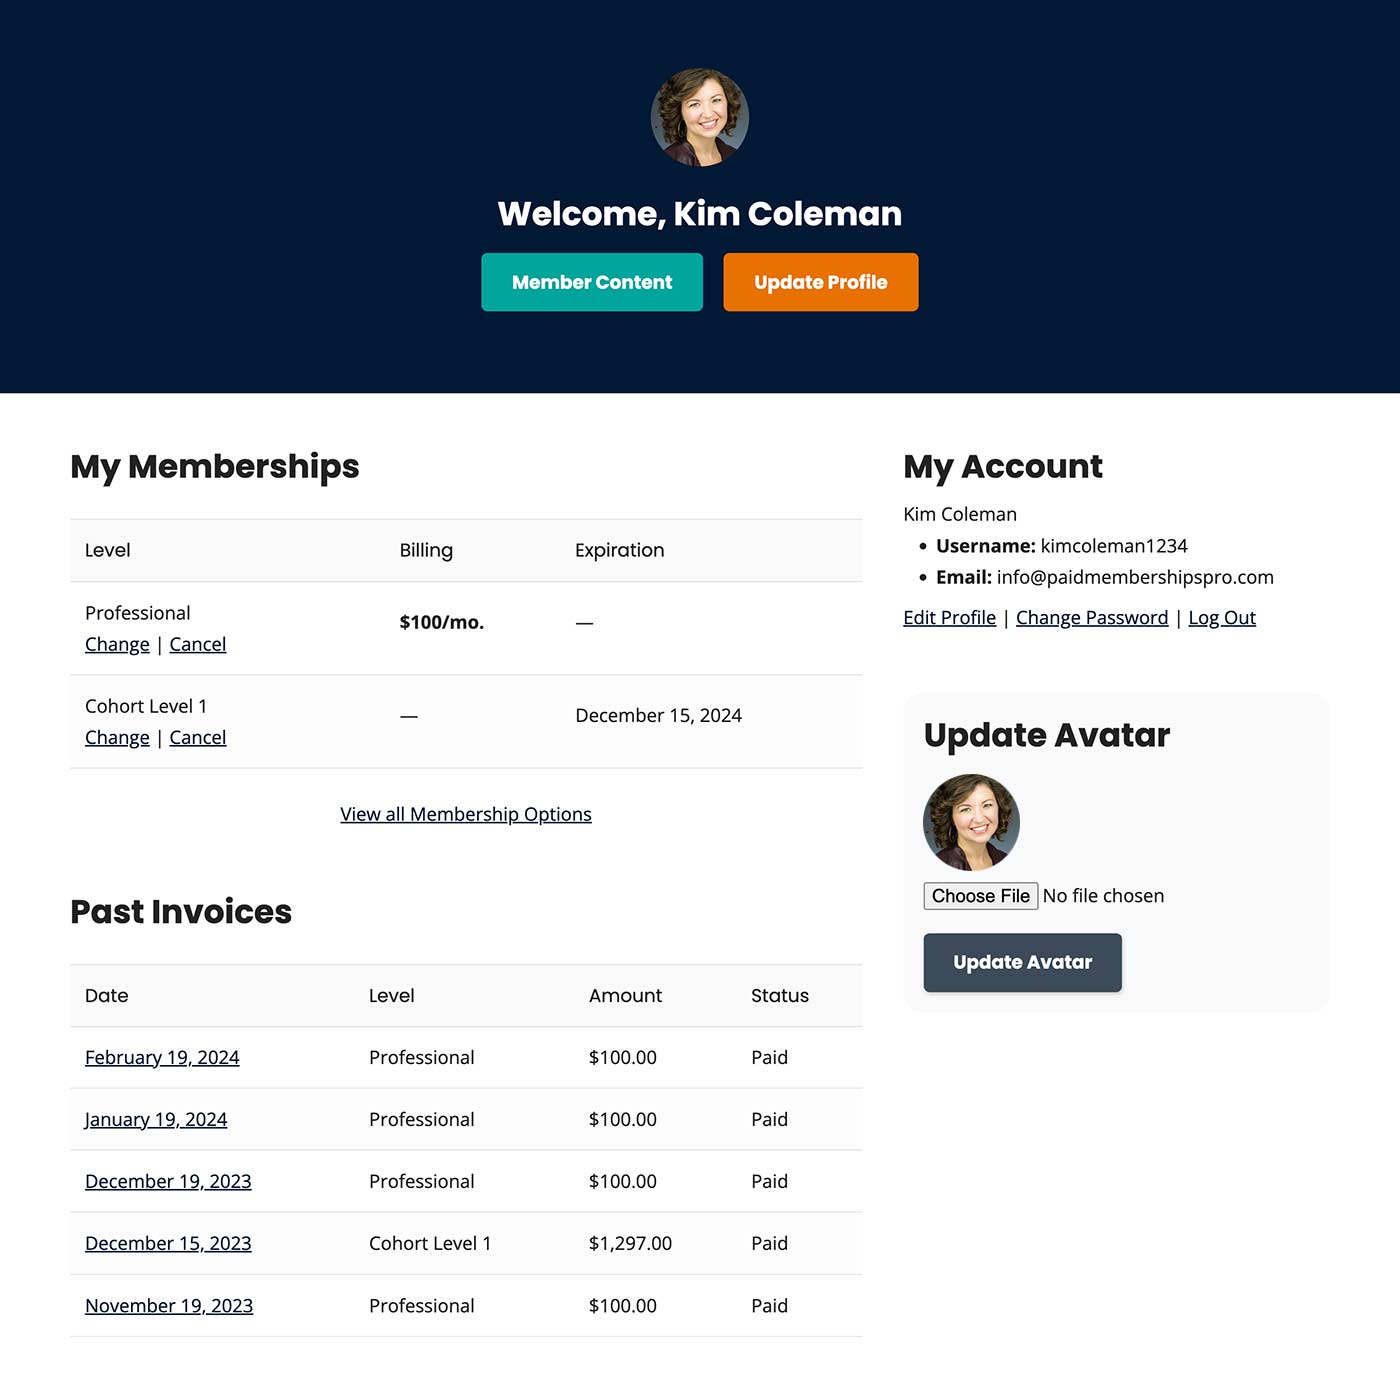 Welcome, Kim Coleman
Member Content
Update Profile
My Memberships
Level Billing Expiration
Professional
$100/mo. —
Change | Cancel
Cohort Level 1
— December 15, 2024
Change | Cancel
View all Membership Options
Past Invoices
Date Level Amount Status
February 19, 2024 Professional $100.00 Paid
January 19, 2024 Professional $100.00 Paid
December 19, 2023 Professional $100.00 Paid
December 15, 2023 Cohort Level 1 $1,297.00 Paid
November 19, 2023 Professional $100.00 Paid
My Account
Kim Coleman
• Username: kimcoleman1234
• Email: info@paidmembershipspro.com
Edit Profile | Change Password | Log Out
Update Avatar
Choose File No file chosen
Update Avatar